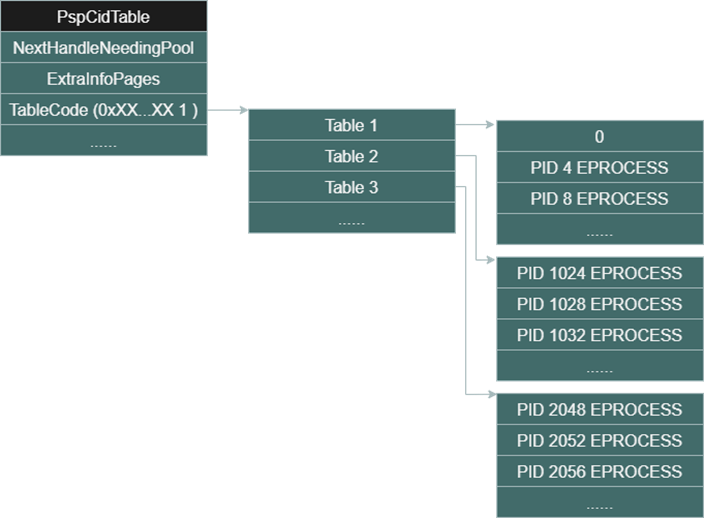 PspCidTable
NextHandleNeedingPool
ExtraInfoPages
TableCode (0xXX...XX 1 )
......
Table 1
Table 2
Table 3
......
0
PID 4 EPROCESS
PID 8 EPROCESS
......
PID 1024 EPROCESS
PID 1028 EPROCESS
PID 1032 EPROCESS
......
PID 2048 EPROCESS
PID 2052 EPROCESS
PID 2056 EPROCESS
......